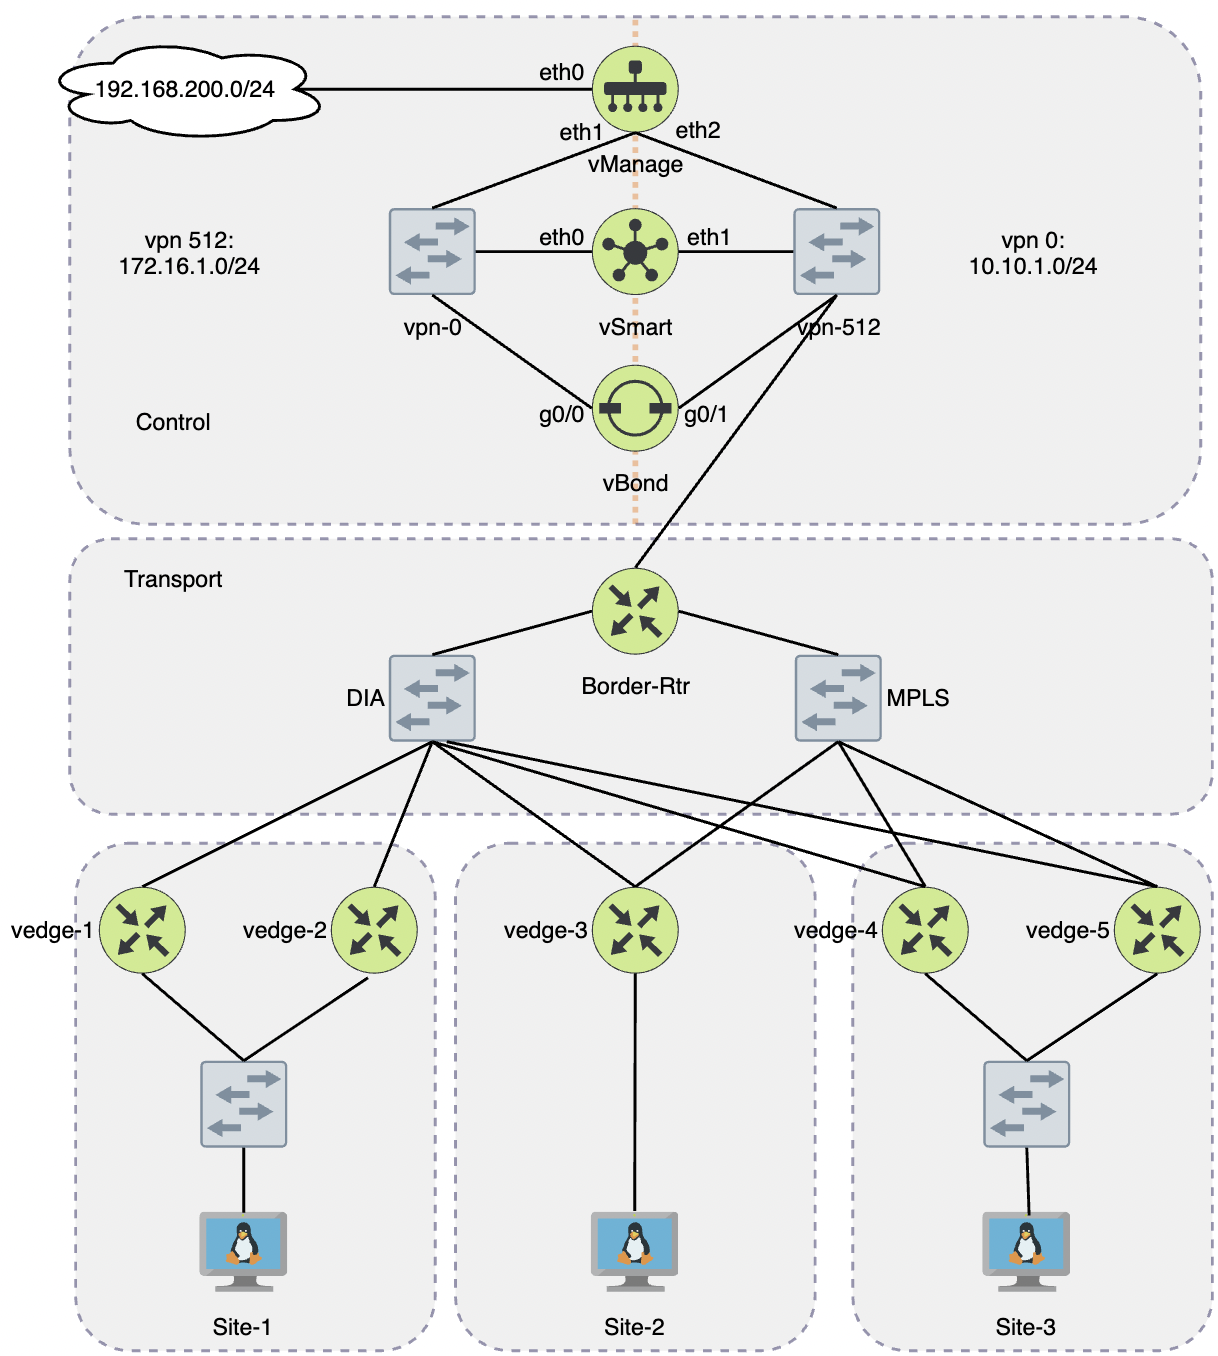 192.168.200.0/24
eth0
eth1
eth2
vManage
vpn 512:
172.16.1.0/24
eth0
eth1
vpn 0:
10.10.1.0/24
vpn-0
vSmart
vpn-512
Control
g0/0
g0/1
vBond
Transport
Border-Rtr
DIA
MPLS
vedge-1
vedge-2
vedge-3
vedge-4
vedge-5
Site-1
Site-2
Site-3